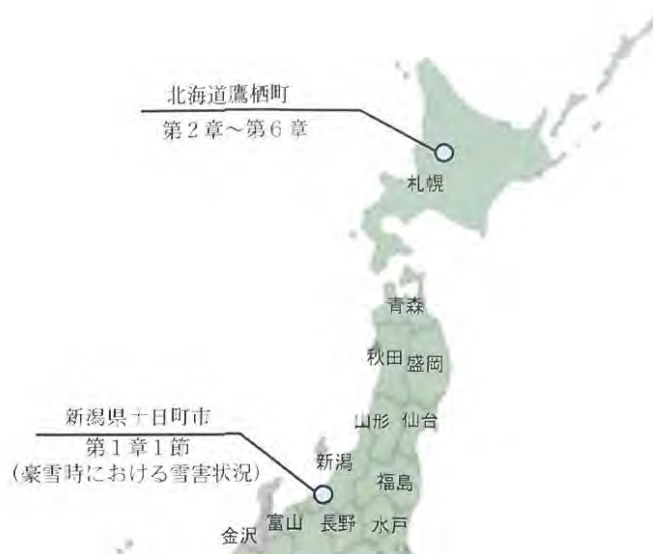 北海道鷹栖町
第2章〜第6章
札幌
青森
秋田
盛岡
山形
仙台
新潟県十日町市
第1章1節
(豪雪時における雪害状況)
新潟
福島
富山
長野
水戸
金沢